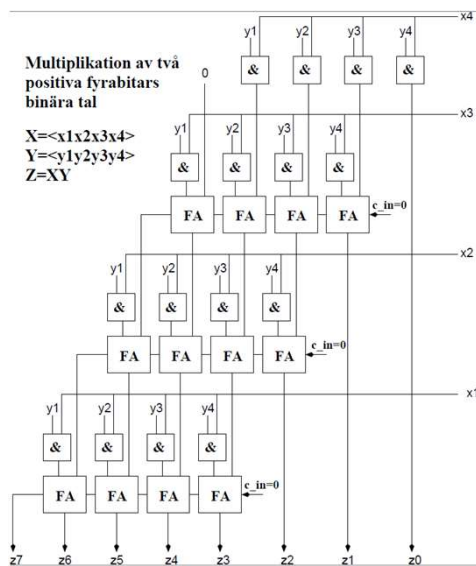 x4
y1 y2 y3 y4
Multiplikation av två
positiva fyrabitars
binära tal
0
& & & &
x3
X=<x1x2x3x4>
Y=<y1y2y3y4>
Z=XY
y1 y2 y3 y4
& & & &
FA FA FA FA c_in=0
x2
y1 y2 y3 y4
& & & &
FA FA FA FA c_in=0
x1
y1 y2 y3 y4
& & & &
FA FA FA FA c_in=0
z7 z6 z5 z4 z3 z2 z1 z0